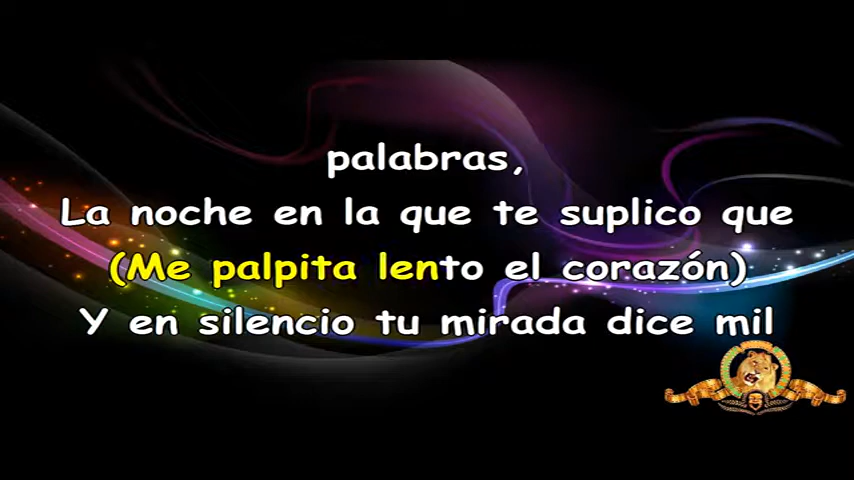 palabras,
La noche en la que te suplico que
(Me palpita lento el corazón)
Y en silencio tu mirada dice mil